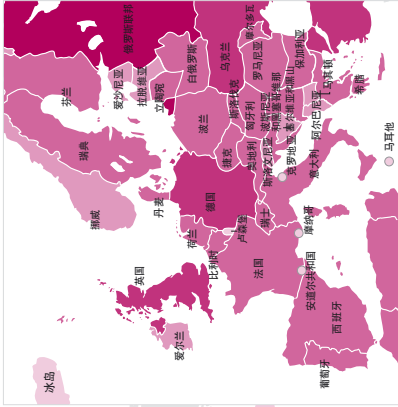 俄罗斯联邦
芬兰
爱沙尼亚
拉脱维亚
立陶宛
白俄罗斯
乌克兰
摩尔多瓦
罗马尼亚
保加利亚
马其顿
希腊
瑞典
挪威
丹麦
波兰
斯洛伐克
匈牙利
捷克
奥地利
斯洛文尼亚
克罗地亚
塞尔维亚和黑山
阿尔巴尼亚
意大利
马耳他
德国
瑞士
荷兰
卢森堡
比利时
摩纳哥
英国
法国
安道尔共和国
爱尔兰
西班牙
葡萄牙
冰岛